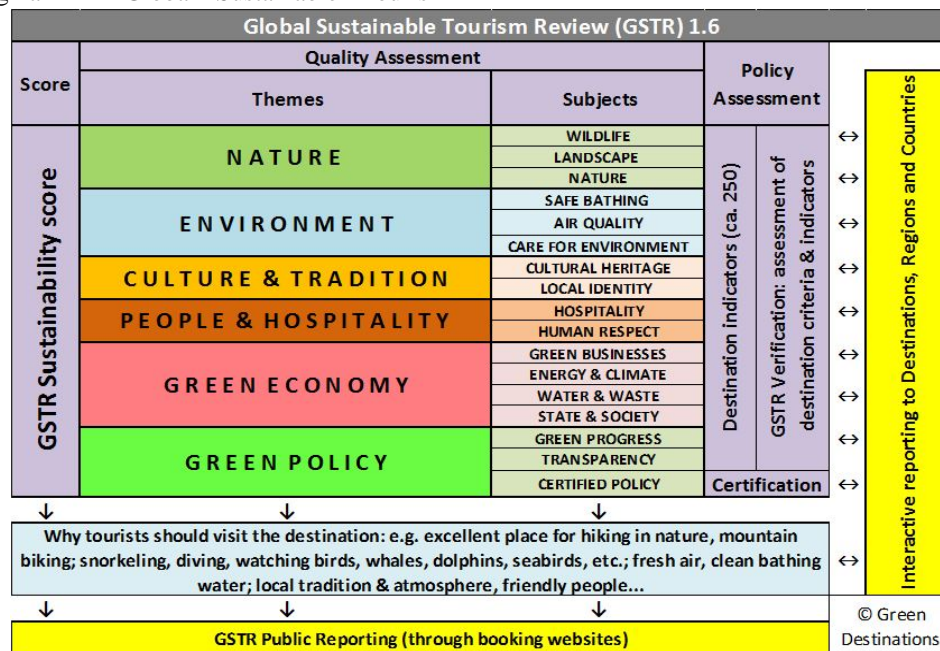 Global Sustainable Tourism Review (GSTR) 1.6
Score
Quality Assessment
Themes
Subjects
Policy
Assessment
GSTR Sustainability score
NATURE
WILDLIFE
LANDSCAPE
NATURE
ENVIRONMENT
SAFE BATHING
AIR QUALITY
CARE FOR ENVIRONMENT
CULTURE & TRADITION
CULTURAL HERITAGE
LOCAL IDENTITY
PEOPLE & HOSPITALITY
HOSPITALITY
HUMAN RESPECT
GREEN ECONOMY
GREEN BUSINESSES
ENERGY & CLIMATE
WATER & WASTE
STATE & SOCIETY
GREEN POLICY
GREEN PROGRESS
TRANSPARENCY
CERTIFIED POLICY
Destination indicators (ca. 250)
GSTR Verification: assessment of
destination criteria & indicators
Certification
Interactive reporting to Destinations, Regions and Countries
Why tourists should visit the destination: e.g. excellent place for hiking in nature, mountain
biking; snorkeling, diving, watching birds, whales, dolphins, seabirds, etc.; fresh air, clean bathing
water; local tradition & atmosphere, friendly people...
GSTR Public Reporting (through booking websites)
© Green
Destinations